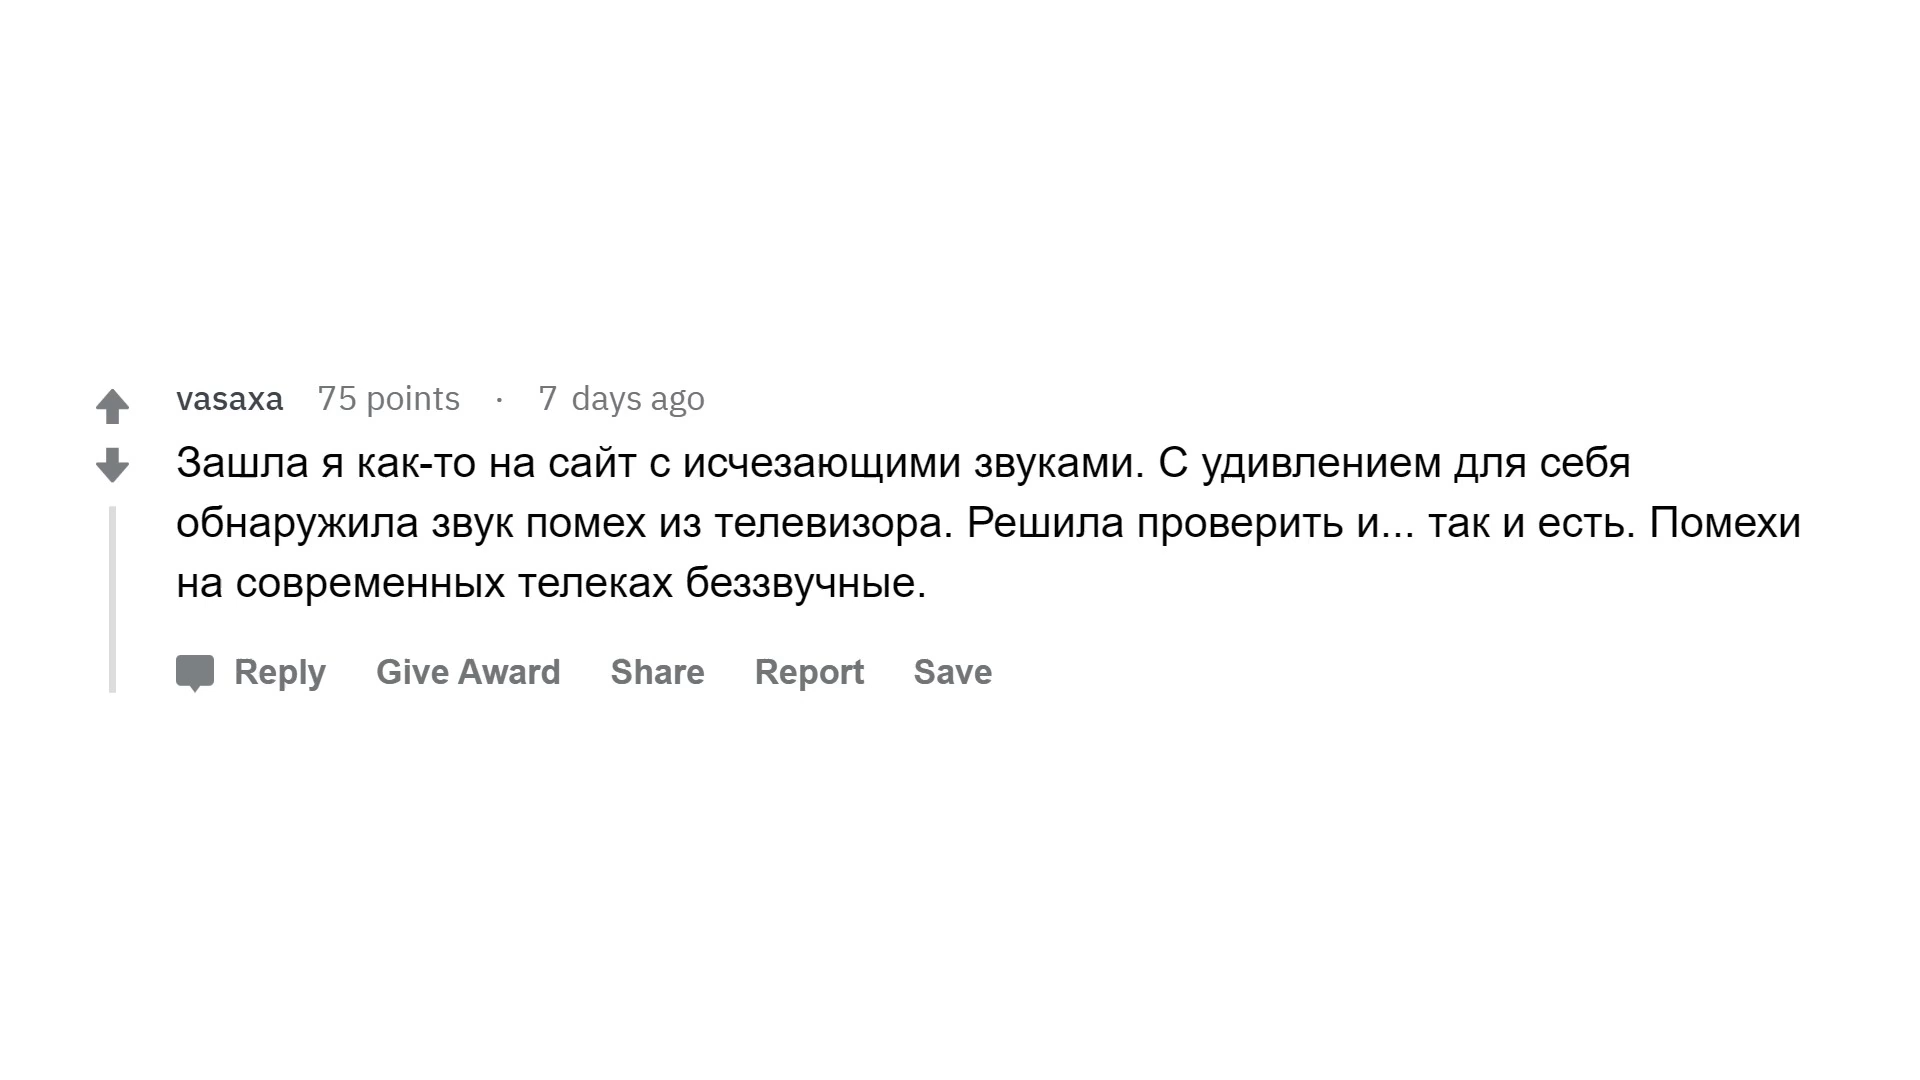 vasaxa 75 points · 7 days ago
Зашла я как-то на сайт с исчезающими звуками. С удивлением для себя
обнаружила звук помех из телевизора. Решила проверить и... так и есть. Помехи
на современных телеках беззвучные.
Reply Give Award Share Report Save